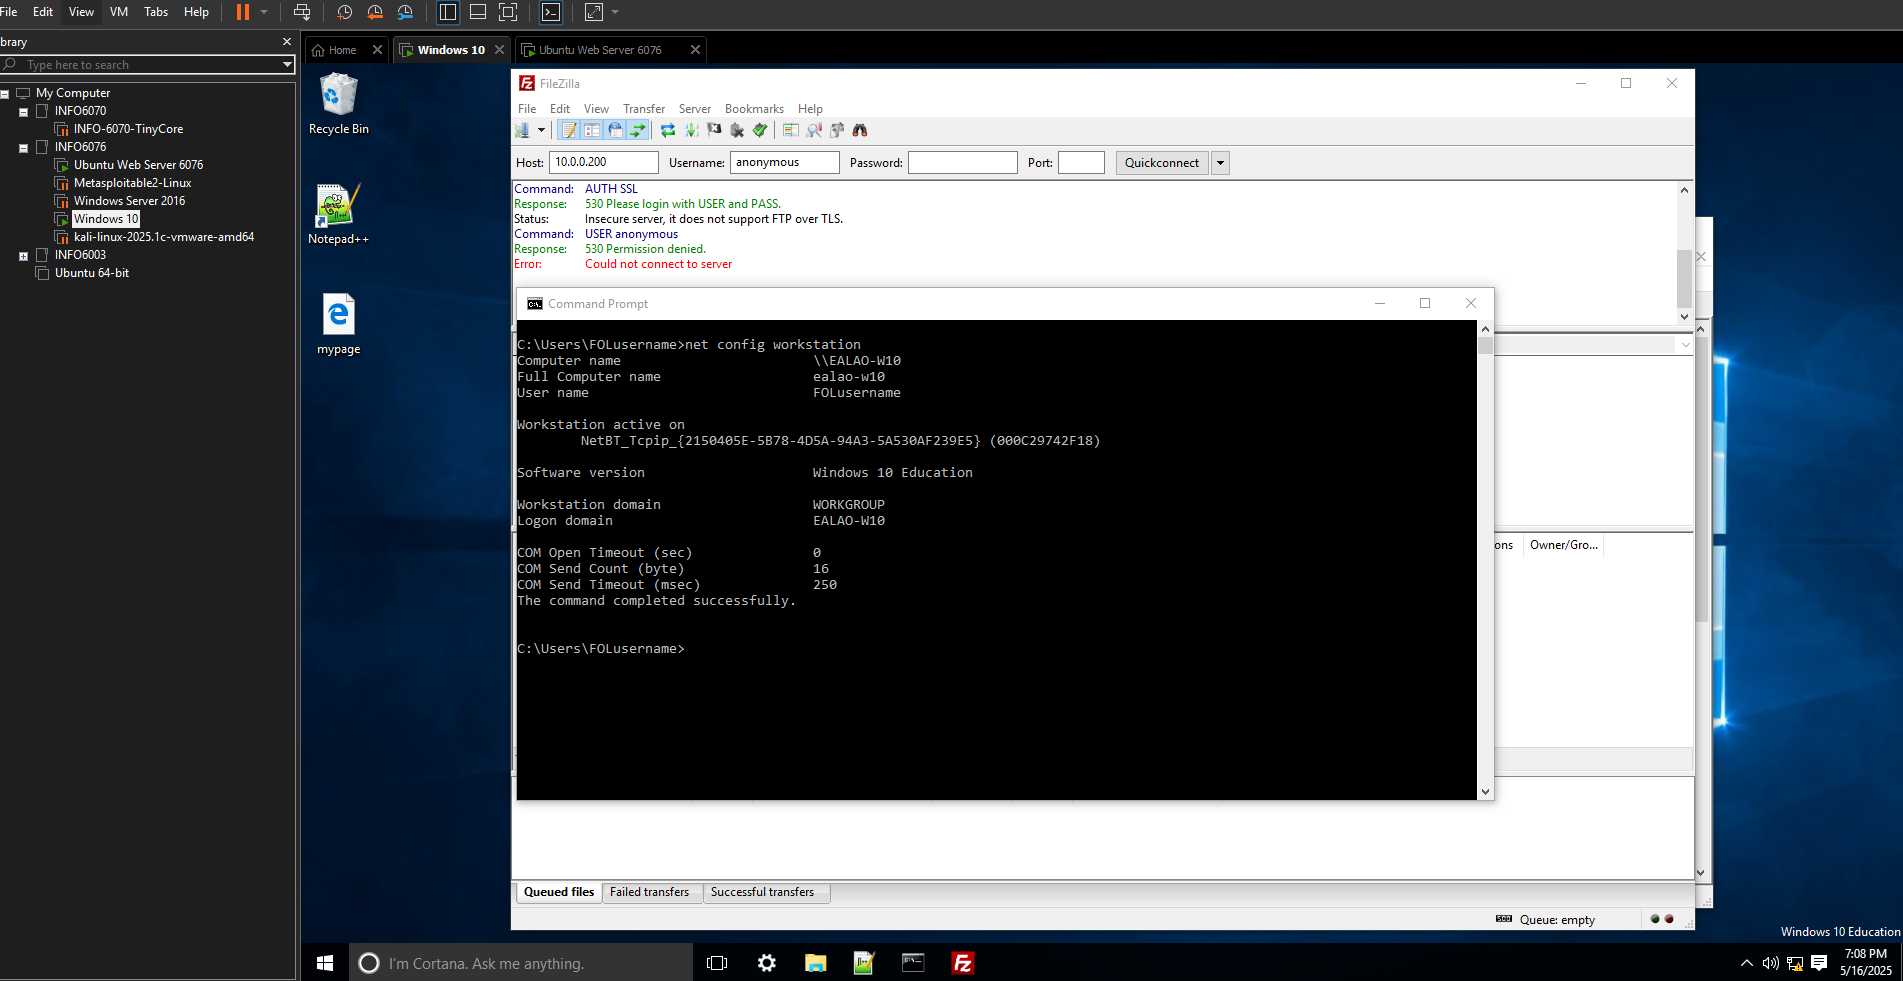 File Edit View VM Tabs Help
brary
Type here to search
My Computer
INFO6070
INFO-6070-TinyCore
INFO6076
Ubuntu Web Server 6076
Metasploitable2-Linux
Windows Server 2016
Windows 10
kali-linux-2025.1c-vmware-amd64
INFO6003
Ubuntu 64-bit
Home Windows 10 Ubuntu Web Server 6076
Recycle Bin
Notepad++
mypage
FileZilla
File Edit View Transfer Server Bookmarks Help
Host: 10.0.0.200 Username: anonymous Password: Port: Quickconnect
Command: AUTH SSL
Response: 530 Please login with USER and PASS.
Status: Insecure server, it does not support FTP over TLS.
Command: USER anonymous
Response: 530 Permission denied.
Error: Could not connect to server
Command Prompt
C:\Users\FOLusername>net config workstation
Computer name \\EALAO-W10
Full Computer name ealao-w10
User name FOLusername
Workstation active on
NetBT_Tcpip_{2150405E-5B78-4D5A-94A3-5A530AF239E5} (000C29742F18)
Software version Windows 10 Education
Workstation domain WORKGROUP
Logon domain EALAO-W10
COM Open Timeout (sec) 0
COM Send Count (byte) 16
COM Send Timeout (msec) 250
The command completed successfully.
C:\Users\FOLusername>
ons Owner/Gro...
Queued files Failed transfers Successful transfers
Queue: empty
Windows 10 Education
I'm Cortana. Ask me anything.
7:08 PM
5/16/2025